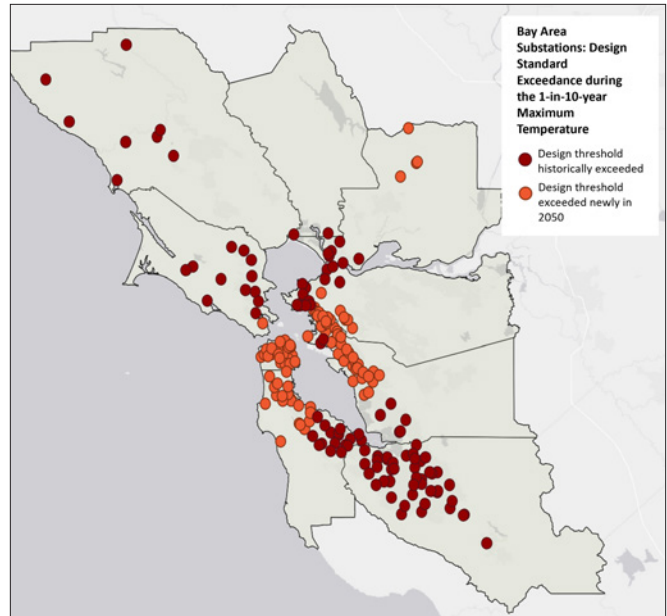 Bay Area
Substations: Design
Standard
Exceedance during
the 1-in-10-year
Maximum
Temperature
Design threshold
historically exceeded
Design threshold
exceeded newly in
2050